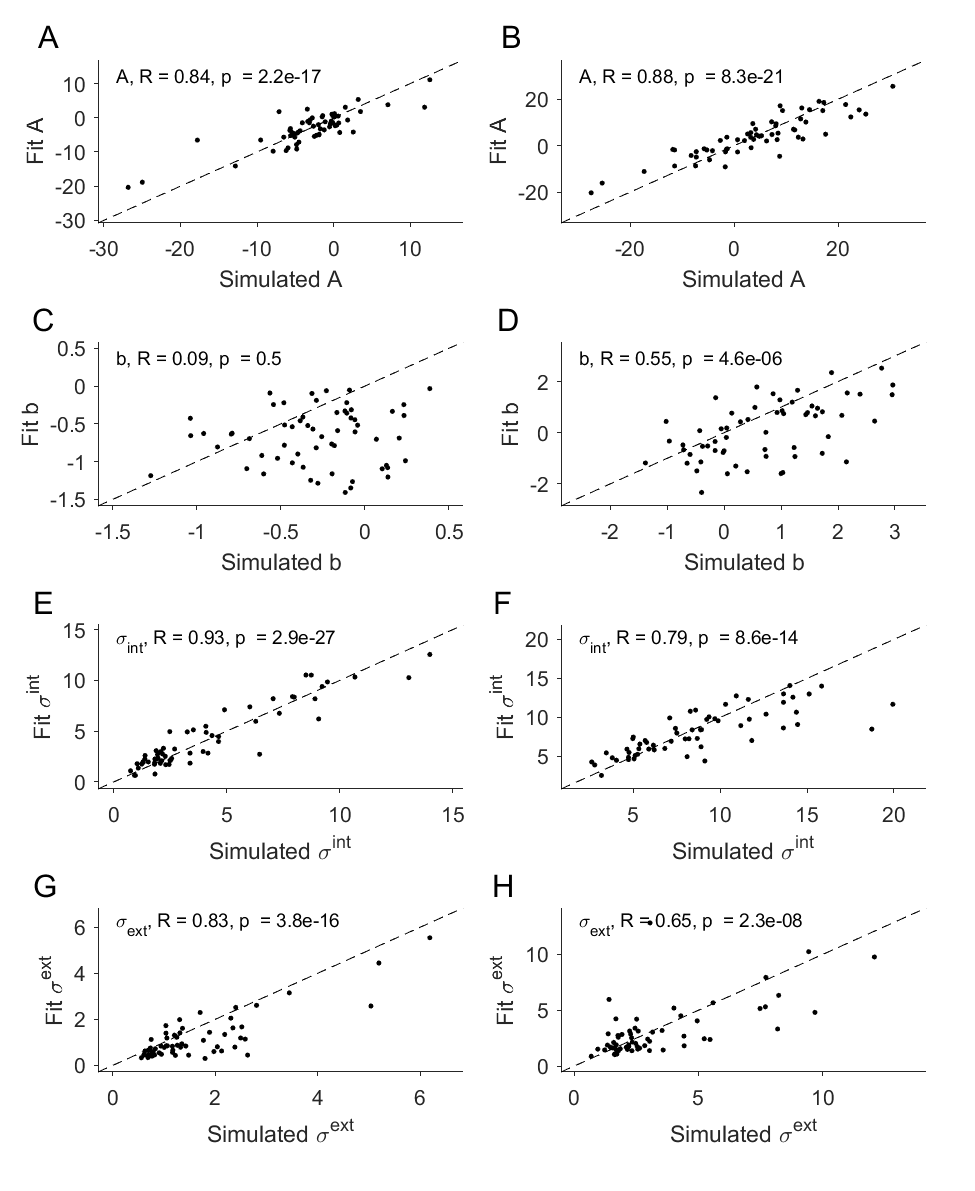 A
A, R = 0.84, p = 2.2e-17
10
0
-10
-20
-30
Fit A
-30 -20 -10 0 10
Simulated A
B
A, R = 0.88, p = 8.3e-21
20
0
-20
Fit A
-20 0 20
Simulated A
C
b, R = 0.09, p = 0.5
0.5
0
-0.5
-1
-1.5
Fit b
-1.5 -1 -0.5 0 0.5
Simulated b
D
b, R = 0.55, p = 4.6e-06
2
0
-2
Fit b
-2 -1 0 1 2 3
Simulated b
E
σint, R = 0.93, p = 2.9e-27
15
10
5
0
Fit σint
0 5 10 15
Simulated σint
F
σint, R = 0.79, p = 8.6e-14
20
15
10
5
Fit σint
5 10 15 20
Simulated σint
G
σext, R = 0.83, p = 3.8e-16
6
4
2
0
Fit σext
0 2 4 6
Simulated σext
H
σext, R = 0.65, p = 2.3e-08
10
5
0
Fit σext
0 5 10
Simulated σext